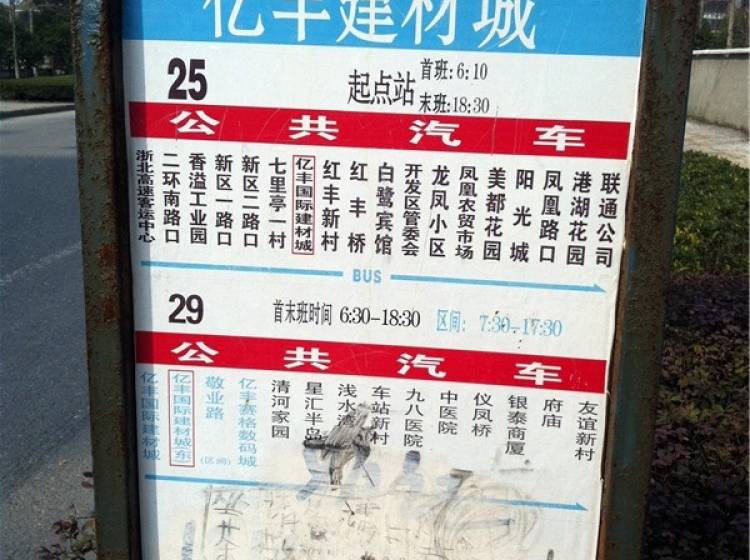 亿丰建材城
25
起点站
首班:6:10
末班:18:30
公共汽车
浙北高速客运中心
二环南路口
香溢工业园
新区一路口
新区二路口
七里亭一村
亿丰国际建材城
红丰新村
红丰桥
白鹭宾馆
开发区管委会
龙凤小区
凤凰农贸市场
美都花园
阳光城
凤凰路口
港湖花园
联通公司
BUS
29
首末班时间 6:30-18:30 区间: 7:30-17:30
公共汽车
亿丰国际建材城
亿丰国际建材城(东)
敬业路(区间)
亿丰赛格数码城
清河家园
星汇半岛
浅水湾
车站新村
九八医院
中医院
仪凤桥
银泰商厦
府庙
友谊新村